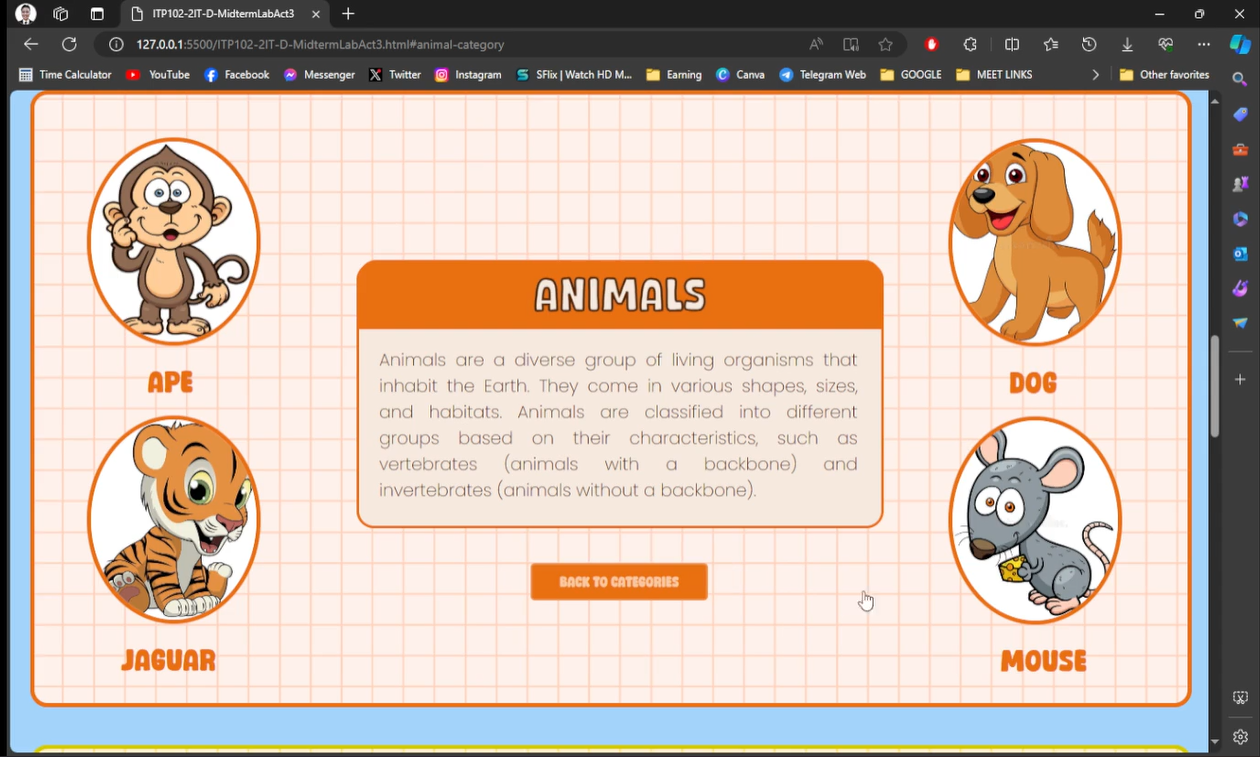 ITP102-2IT-D-MidtermLabAct3
127.0.0.1:5500/ITP102-2IT-D-MidtermLabAct3.html#animal-category
Time Calculator YouTube Facebook Messenger Twitter Instagram SFlix | Watch HD M... Earning Canva Telegram Web GOOGLE MEET LINKS Other favorites
ANIMALS
Animals are a diverse group of living organisms that
inhabit the Earth. They come in various shapes, sizes,
and habitats. Animals are classified into different
groups based on their characteristics, such as
vertebrates (animals with a backbone) and
invertebrates (animals without a backbone).
APE
DOG
BACK TO CATEGORIES
JAGUAR
MOUSE